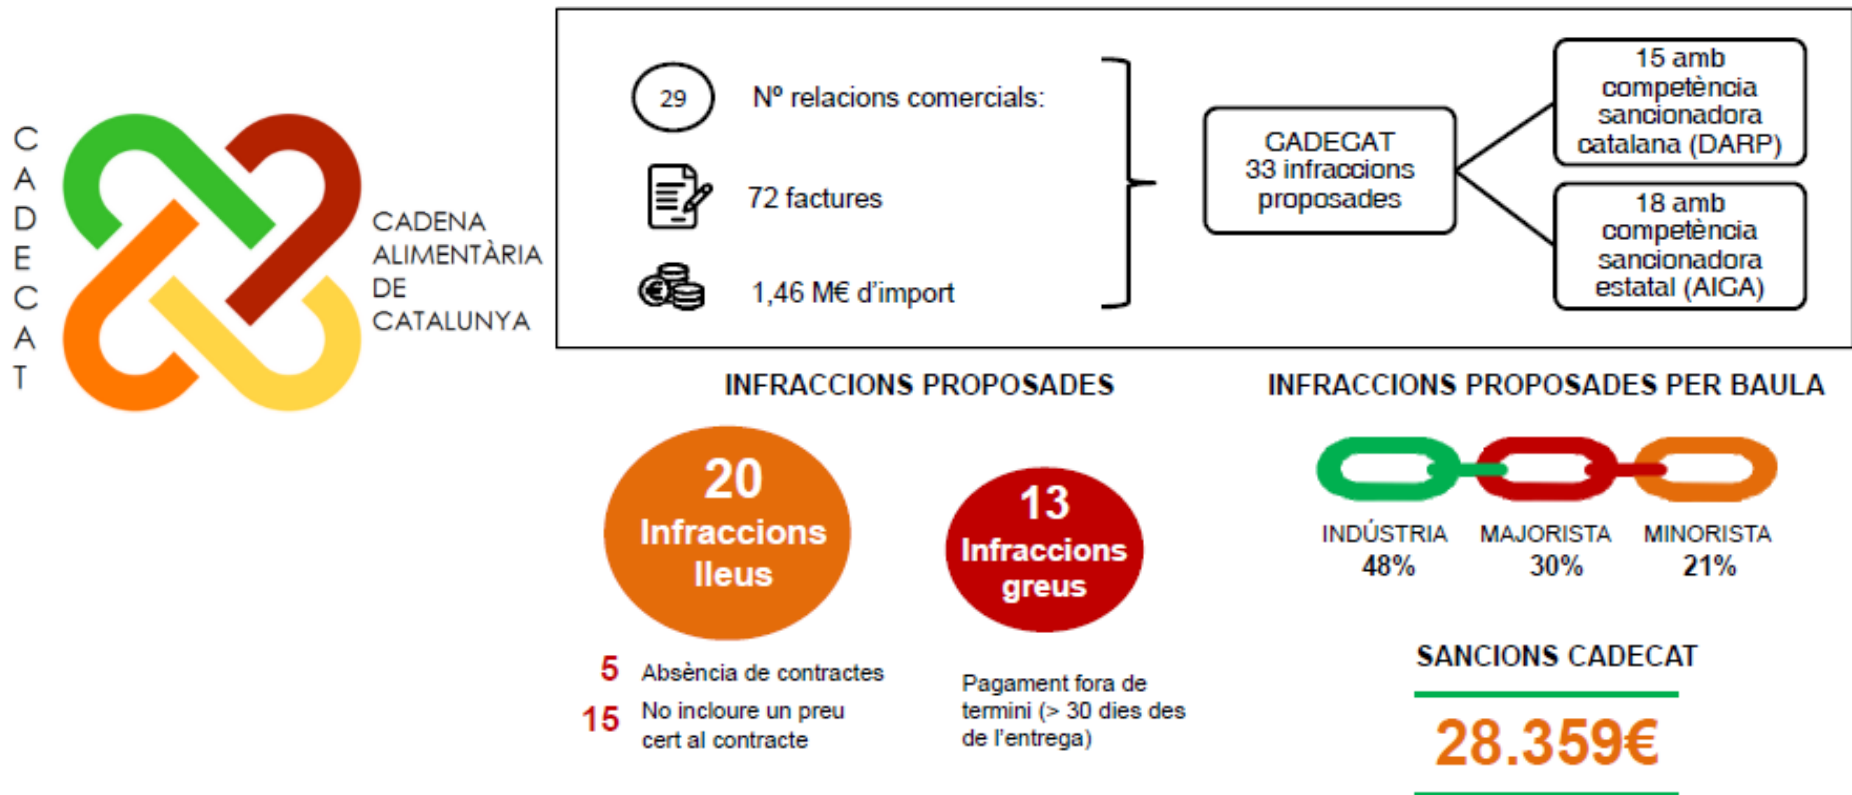 CADECAT
CADENA
ALIMENTÀRIA
DE
CATALUNYA
29
Nº relacions comercials:
72 factures
1,46 M€ d'import
CADECAT
33 infraccions
proposades
15 amb
competència
sancionadora
catalana (DARP)
18 amb
competència
sancionadora
estatal (AICA)
INFRACCIONS PROPOSADES
20
Infraccions
lleus
13
Infraccions
greus
5 Absència de contractes
15 No incloure un preu
cert al contracte
Pagament fora de
termini (> 30 dies des
de l'entrega)
INFRACCIONS PROPOSADES PER BAULA
INDÚSTRIA MAJORISTA MINORISTA
48% 30% 21%
SANCIONS CADECAT
28.359€